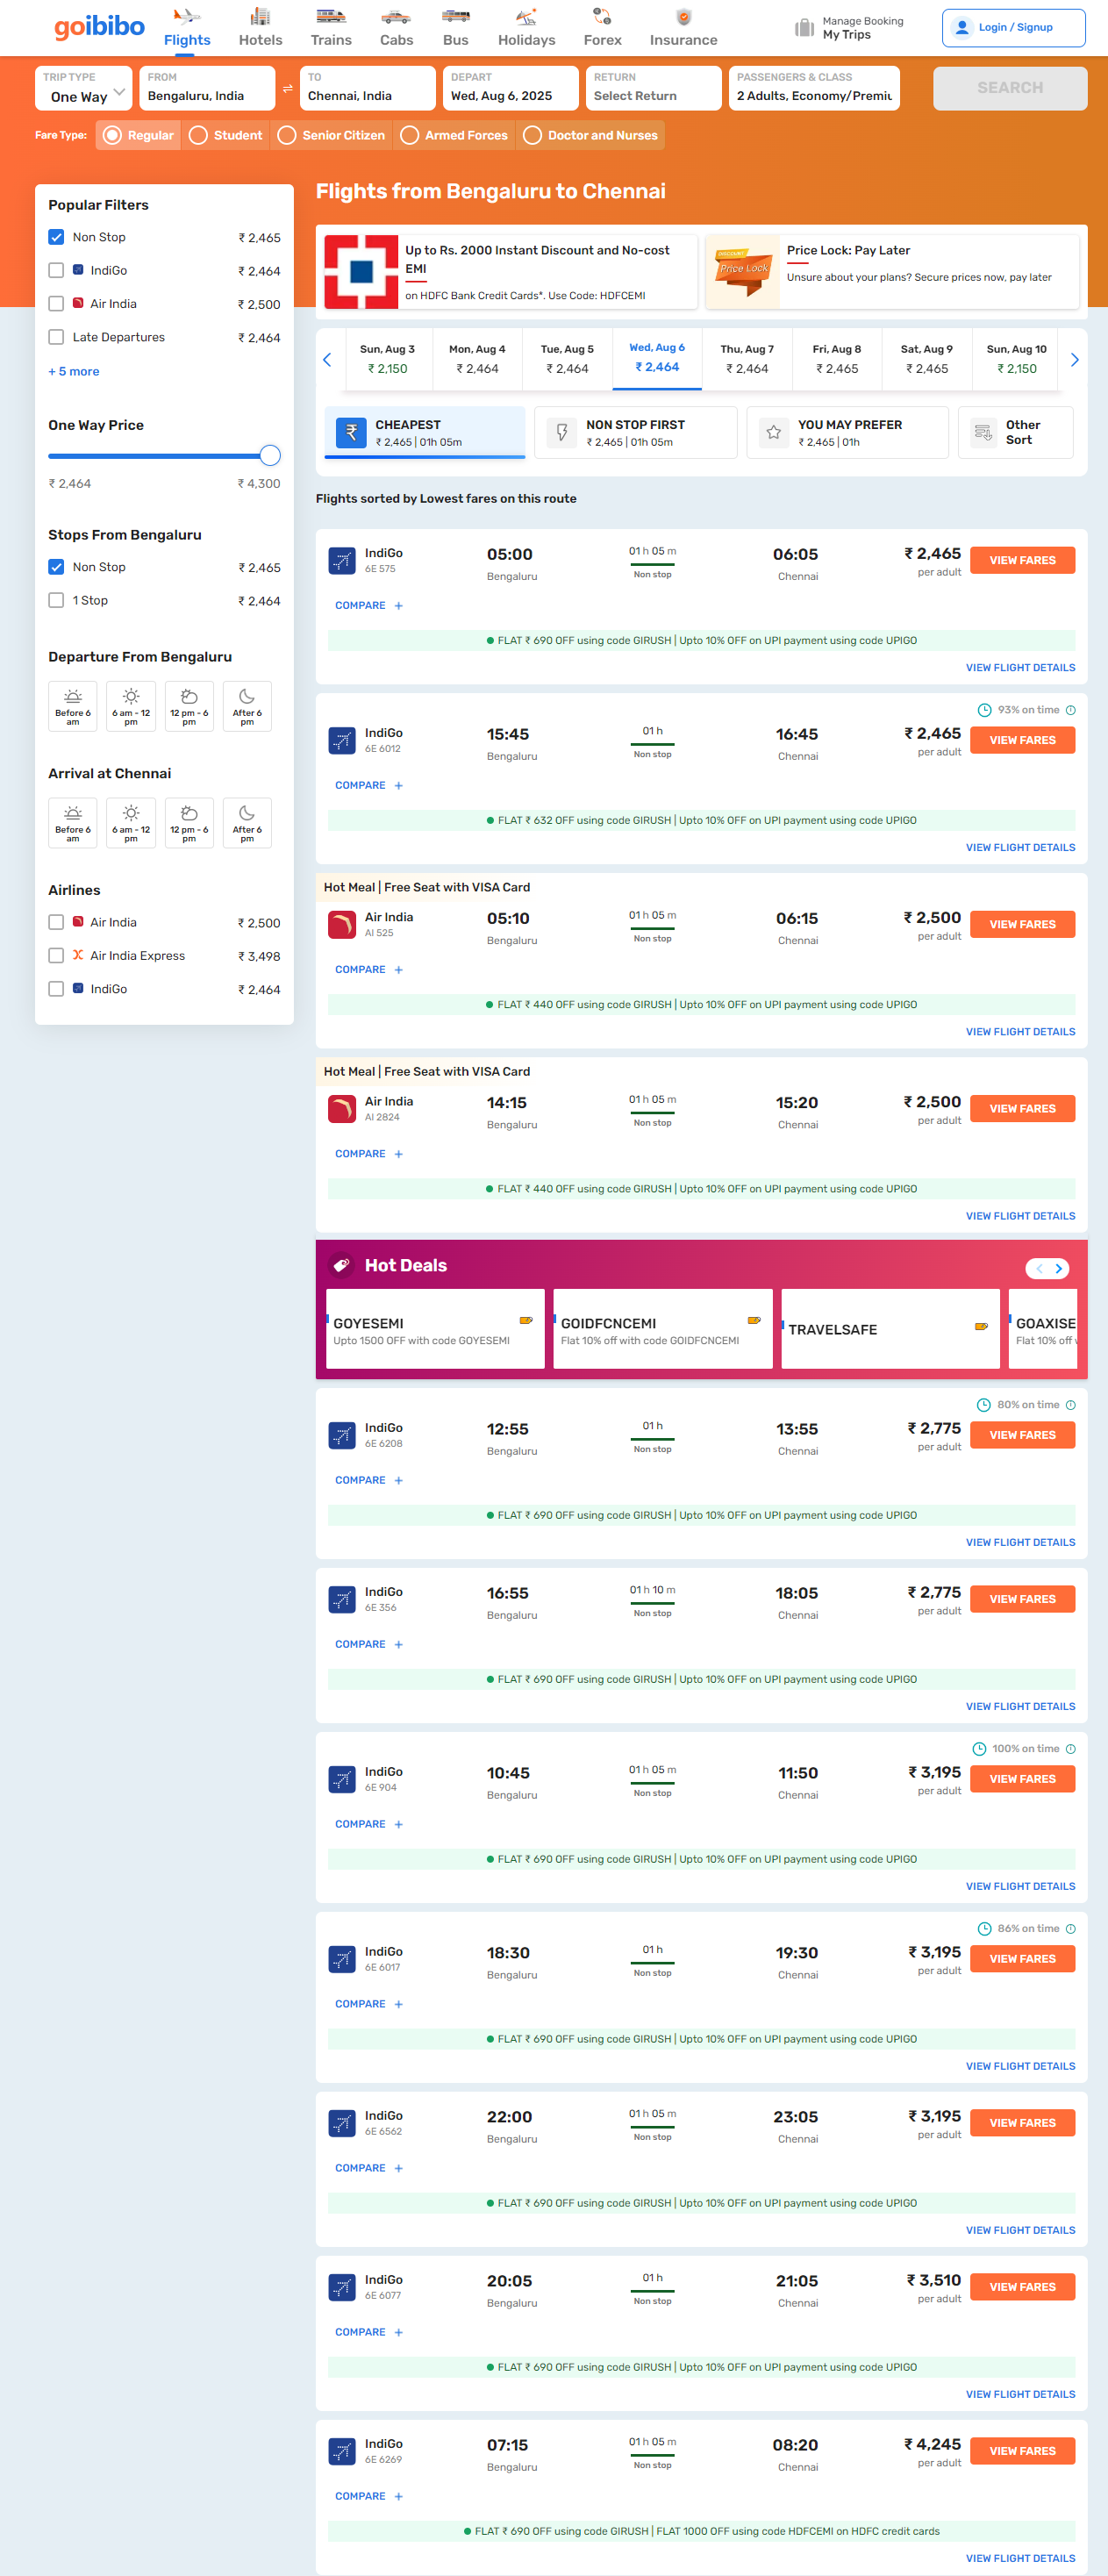 goibibo
Flights
Hotels
Trains
Cabs
Bus
Holidays
Forex
Insurance
Manage Booking
My Trips
Login / Signup
TRIP TYPE
One Way
FROM
Bengaluru, India
TO
Chennai, India
DEPART
Wed, Aug 6, 2025
RETURN
Select Return
PASSENGERS & CLASS
2 Adults, Economy/Premiu
SEARCH
Fare Type:
Regular
Student
Senior Citizen
Armed Forces
Doctor and Nurses
Popular Filters
Non Stop ₹ 2,465
IndiGo ₹ 2,464
Air India ₹ 2,500
Late Departures ₹ 2,464
+ 5 more
One Way Price
₹ 2,464 ₹ 4,300
Stops From Bengaluru
Non Stop ₹ 2,465
1 Stop ₹ 2,464
Departure From Bengaluru
Before 6 am
6 am - 12 pm
12 pm - 6 pm
After 6 pm
Arrival at Chennai
Before 6 am
6 am - 12 pm
12 pm - 6 pm
After 6 pm
Airlines
Air India ₹ 2,500
Air India Express ₹ 3,498
IndiGo ₹ 2,464
Flights from Bengaluru to Chennai
Up to Rs. 2000 Instant Discount and No-cost
EMI
on HDFC Bank Credit Cards*. Use Code: HDFCEMI
DISCOUNT
Price Lock
Price Lock: Pay Later
Unsure about your plans? Secure prices now, pay later
Sun, Aug 3
₹ 2,150
Mon, Aug 4
₹ 2,464
Tue, Aug 5
₹ 2,464
Wed, Aug 6
₹ 2,464
Thu, Aug 7
₹ 2,464
Fri, Aug 8
₹ 2,465
Sat, Aug 9
₹ 2,465
Sun, Aug 10
₹ 2,150
CHEAPEST
₹ 2,465 | 01h 05m
NON STOP FIRST
₹ 2,465 | 01h 05m
YOU MAY PREFER
₹ 2,465 | 01h
Other
Sort
Flights sorted by Lowest fares on this route
IndiGo 05:00 01 h 05 m 06:05 ₹ 2,465 VIEW FARES
6E 575 Bengaluru Non stop Chennai per adult
COMPARE +
FLAT ₹ 690 OFF using code GIRUSH | Upto 10% OFF on UPI payment using code UPIGO
VIEW FLIGHT DETAILS
93% on time
IndiGo 15:45 01 h 16:45 ₹ 2,465 VIEW FARES
6E 6012 Bengaluru Non stop Chennai per adult
COMPARE +
FLAT ₹ 632 OFF using code GIRUSH | Upto 10% OFF on UPI payment using code UPIGO
VIEW FLIGHT DETAILS
Hot Meal | Free Seat with VISA Card
Air India 05:10 01 h 05 m 06:15 ₹ 2,500 VIEW FARES
AI 525 Bengaluru Non stop Chennai per adult
COMPARE +
FLAT ₹ 440 OFF using code GIRUSH | Upto 10% OFF on UPI payment using code UPIGO
VIEW FLIGHT DETAILS
Hot Meal | Free Seat with VISA Card
Air India 14:15 01 h 05 m 15:20 ₹ 2,500 VIEW FARES
AI 2824 Bengaluru Non stop Chennai per adult
COMPARE +
FLAT ₹ 440 OFF using code GIRUSH | Upto 10% OFF on UPI payment using code UPIGO
VIEW FLIGHT DETAILS
Hot Deals
GOYESEMI
Upto 1500 OFF with code GOYESEMI
GOIDFCNCEMI
Flat 10% off with code GOIDFCNCEMI
TRAVELSAFE
GOAXISE
Flat 10% off
80% on time
IndiGo 12:55 01 h 13:55 ₹ 2,775 VIEW FARES
6E 6208 Bengaluru Non stop Chennai per adult
COMPARE +
FLAT ₹ 690 OFF using code GIRUSH | Upto 10% OFF on UPI payment using code UPIGO
VIEW FLIGHT DETAILS
IndiGo 16:55 01 h 10 m 18:05 ₹ 2,775 VIEW FARES
6E 356 Bengaluru Non stop Chennai per adult
COMPARE +
FLAT ₹ 690 OFF using code GIRUSH | Upto 10% OFF on UPI payment using code UPIGO
VIEW FLIGHT DETAILS
100% on time
IndiGo 10:45 01 h 05 m 11:50 ₹ 3,195 VIEW FARES
6E 904 Bengaluru Non stop Chennai per adult
COMPARE +
FLAT ₹ 690 OFF using code GIRUSH | Upto 10% OFF on UPI payment using code UPIGO
VIEW FLIGHT DETAILS
86% on time
IndiGo 18:30 01 h 19:30 ₹ 3,195 VIEW FARES
6E 6017 Bengaluru Non stop Chennai per adult
COMPARE +
FLAT ₹ 690 OFF using code GIRUSH | Upto 10% OFF on UPI payment using code UPIGO
VIEW FLIGHT DETAILS
IndiGo 22:00 01 h 05 m 23:05 ₹ 3,195 VIEW FARES
6E 6562 Bengaluru Non stop Chennai per adult
COMPARE +
FLAT ₹ 690 OFF using code GIRUSH | Upto 10% OFF on UPI payment using code UPIGO
VIEW FLIGHT DETAILS
IndiGo 20:05 01 h 21:05 ₹ 3,510 VIEW FARES
6E 6077 Bengaluru Non stop Chennai per adult
COMPARE +
FLAT ₹ 690 OFF using code GIRUSH | Upto 10% OFF on UPI payment using code UPIGO
VIEW FLIGHT DETAILS
IndiGo 07:15 01 h 05 m 08:20 ₹ 4,245 VIEW FARES
6E 6269 Bengaluru Non stop Chennai per adult
COMPARE +
FLAT ₹ 690 OFF using code GIRUSH | FLAT 1000 OFF using code HDFCEMI on HDFC credit cards
VIEW FLIGHT DETAILS